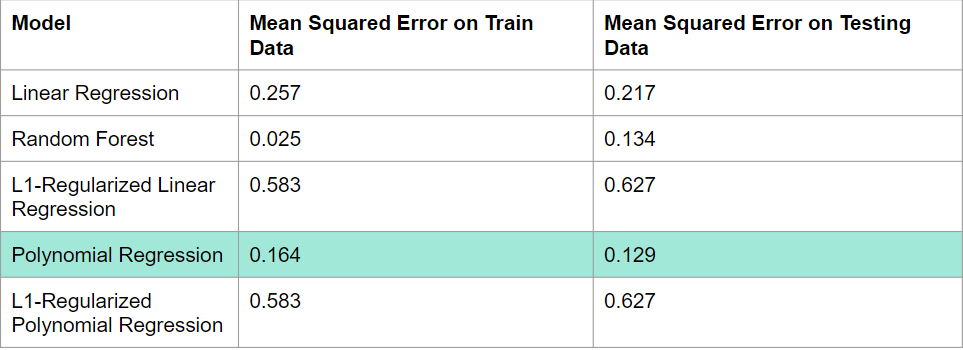 Model
Mean Squared Error on Train
Data
Mean Squared Error on Testing
Data
Linear Regression
0.257
0.217
Random Forest
0.025
0.134
L1-Regularized Linear
Regression
0.583
0.627
Polynomial Regression
0.164
0.129
L1-Regularized
Polynomial Regression
0.583
0.627